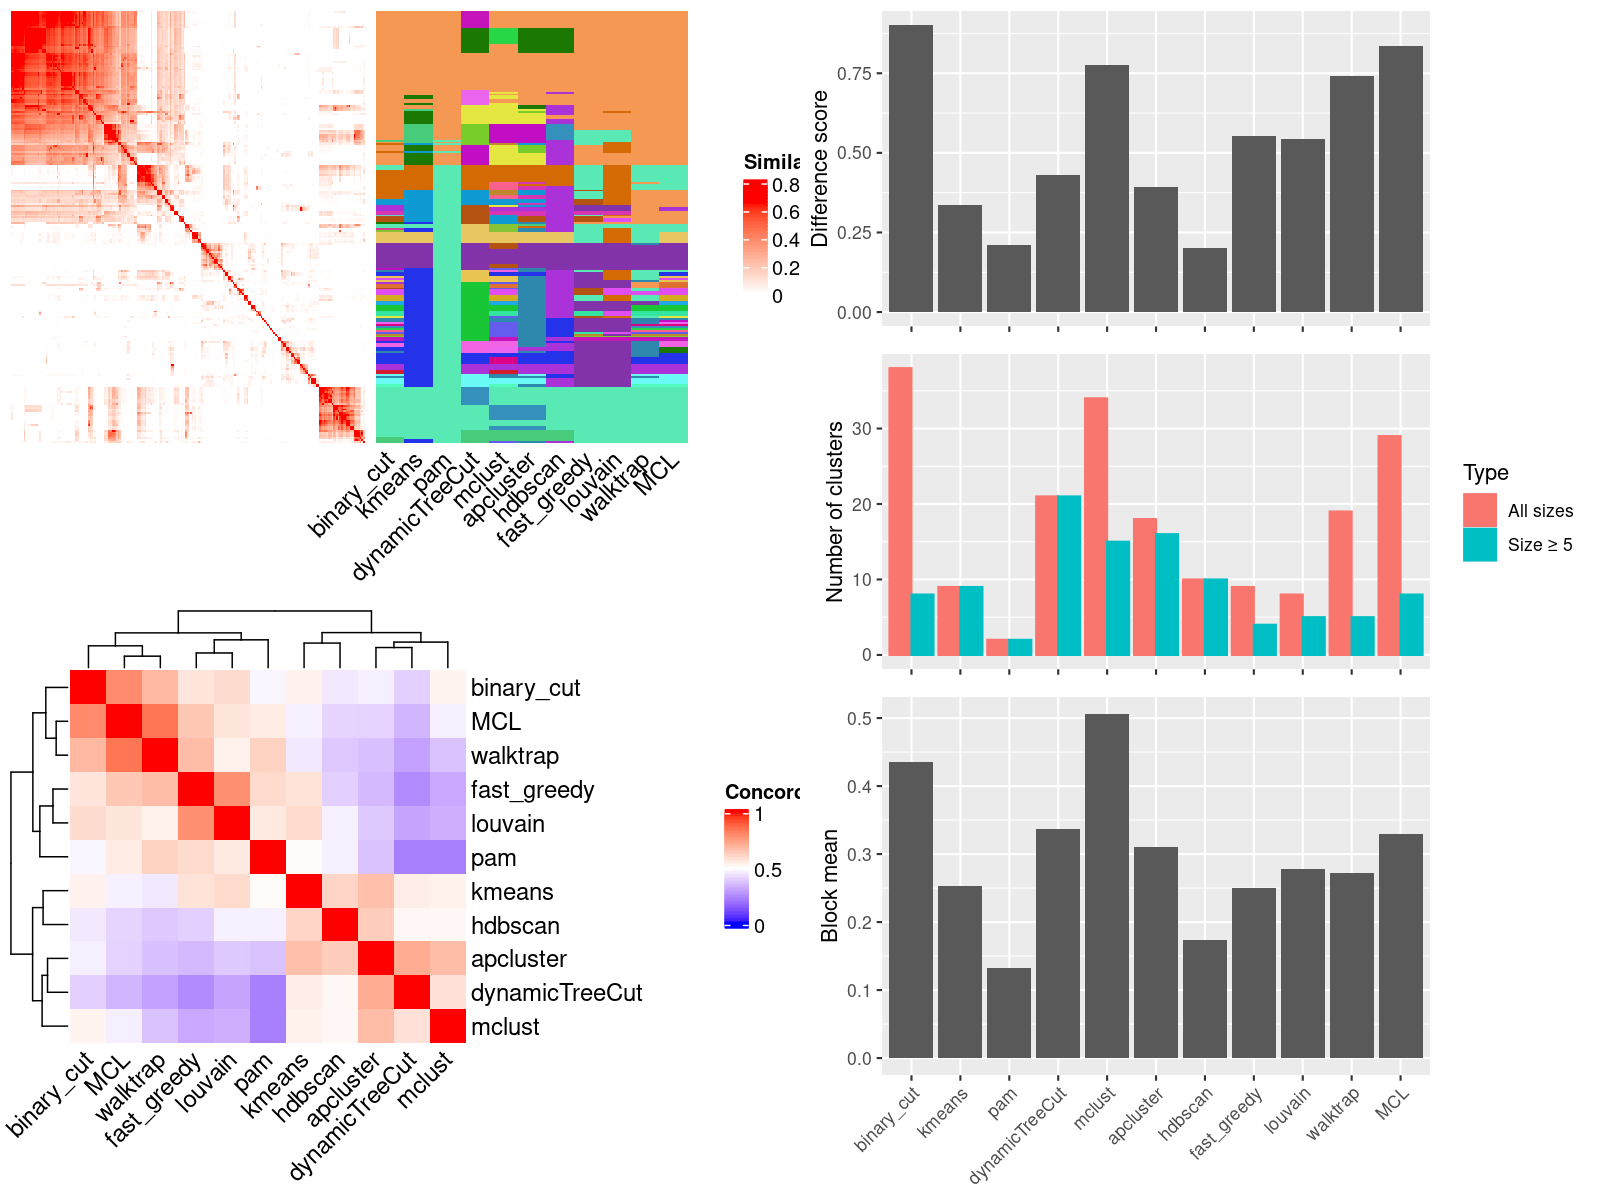 Simila
0.8
0.6
0.4
0.2
0
binary_cut
kmeans
pam
dynamicTreeCut
mclust
apcluster
hdbscan
fast_greedy
louvain
walktrap
MCL
Difference score
0.75
0.50
0.25
0.00
Number of clusters
30
20
10
0
Type
All sizes
Size ≥ 5
binary_cut
MCL
walktrap
fast_greedy
louvain
pam
kmeans
hdbscan
apcluster
dynamicTreeCut
mclust
binary_cut
MCL
walktrap
fast_greedy
louvain
pam
kmeans
hdbscan
apcluster
dynamicTreeCut
mclust
Concord
1
0.5
0
Block mean
0.5
0.4
0.3
0.2
0.1
0.0
binary_cut
kmeans
pam
dynamicTreeCut
mclust
apcluster
hdbscan
fast_greedy
louvain
walktrap
MCL